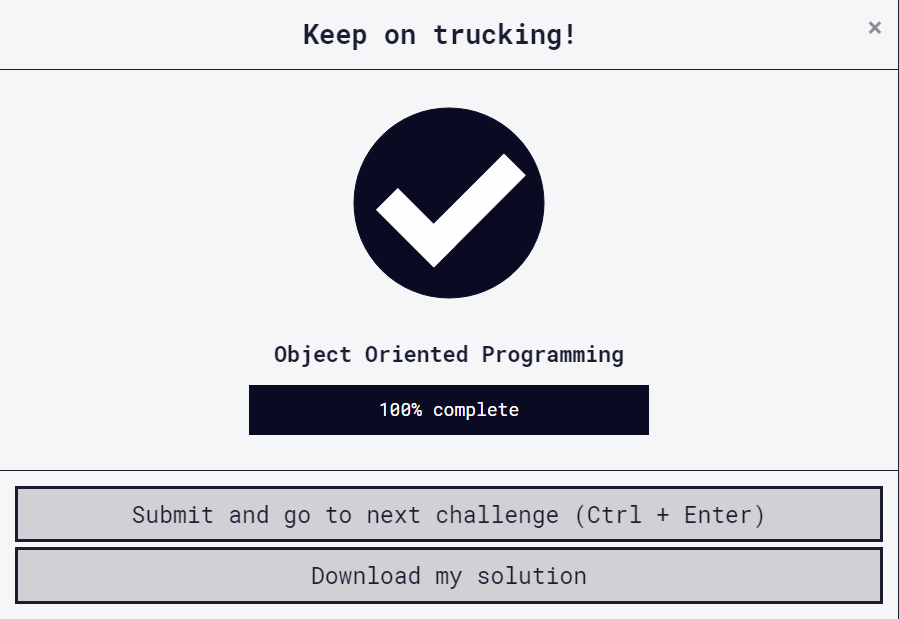 Keep on trucking!
×
Object Oriented Programming
100% complete
Submit and go to next challenge (Ctrl + Enter)
Download my solution